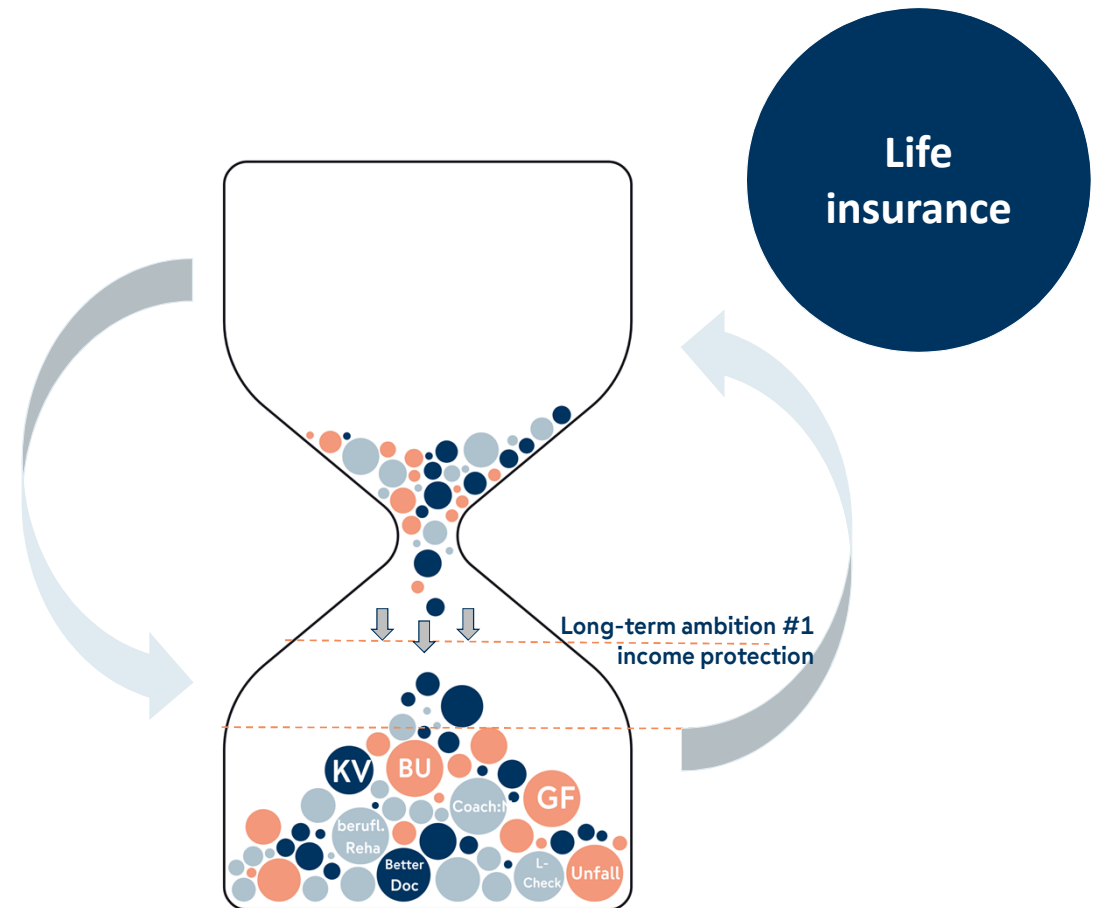 Life
insurance
Long-term ambition #1
income protection
KV
BU
GF
Coach:N
berufl.
Reha
Better
Doc
L-
Check
Unfall